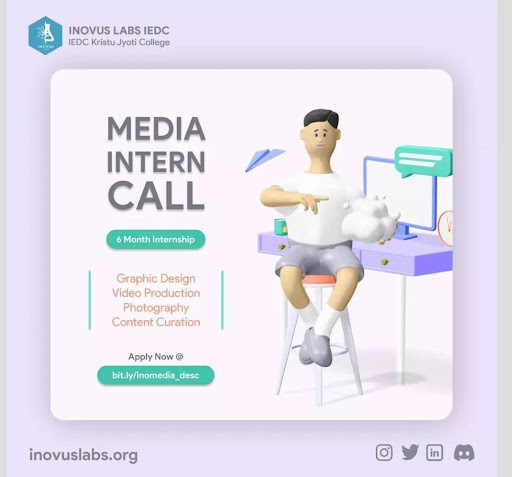 INOVUS LABS IEDC
IEDC Kristu Jyoti College
MEDIA
INTERN
CALL
6 Month Internship
Graphic Design
Video Production
Photography
Content Curation
Apply Now @
bit.ly/inomedia_desc
inovuslabs.org